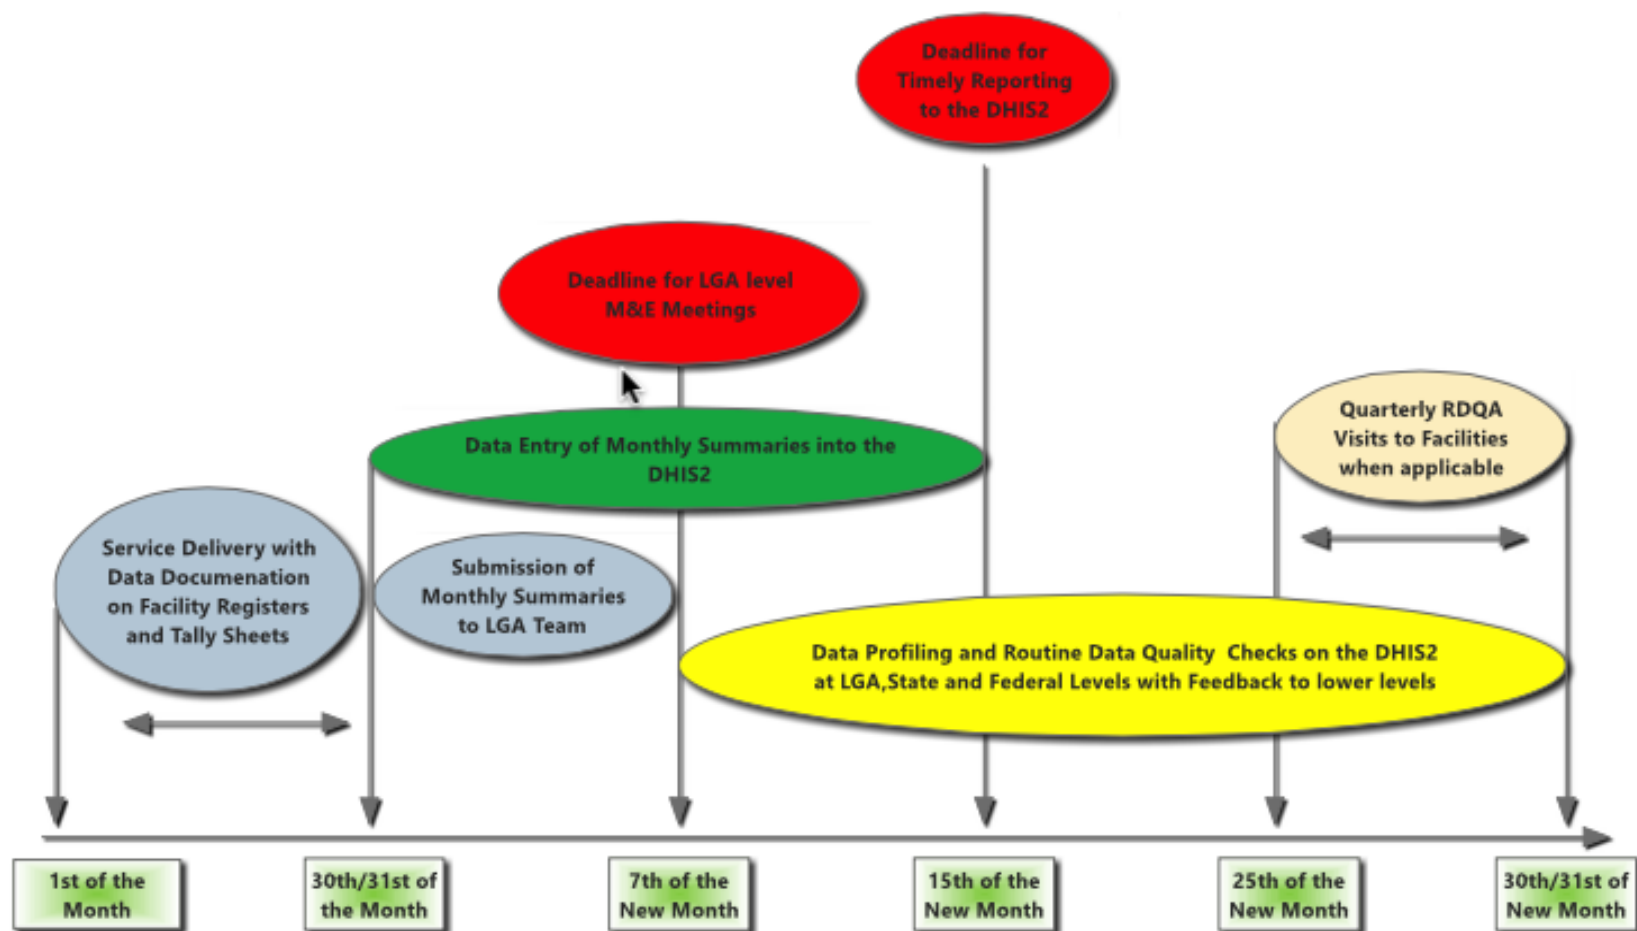 Deadline for
Timely Reporting
to the DHIS2
Deadline for LGA level
M&E Meetings
Quarterly RDQA
Visits to Facilities
when applicable
Data Entry of Monthly Summaries into the
DHIS2
Service Delivery with
Data Documenation
on Facility Registers
and Tally Sheets
Submission of
Monthly Summaries
to LGA Team
Data Profiling and Routine Data Quality  Checks on the DHIS2
at LGA,State and Federal Levels with Feedback to lower levels
1st of the
Month
30th/31st of
the Month
7th of the
New Month
15th of the
New Month
25th of the
New Month
30th/31st of
New Month